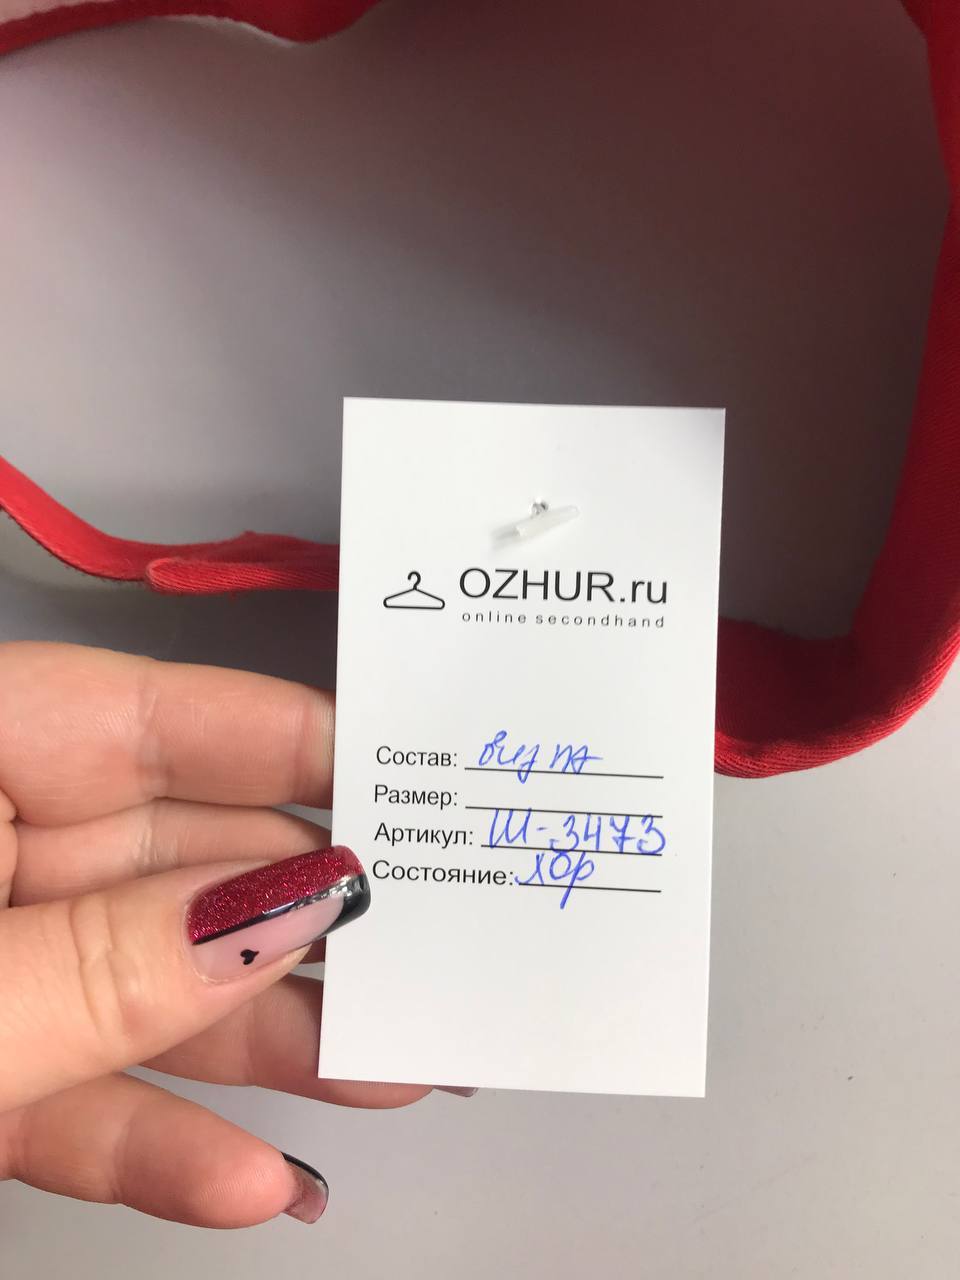 OZHUR.ru
online secondhand
Состав:
Размер:
Артикул: Ш-3473
Состояние: хор